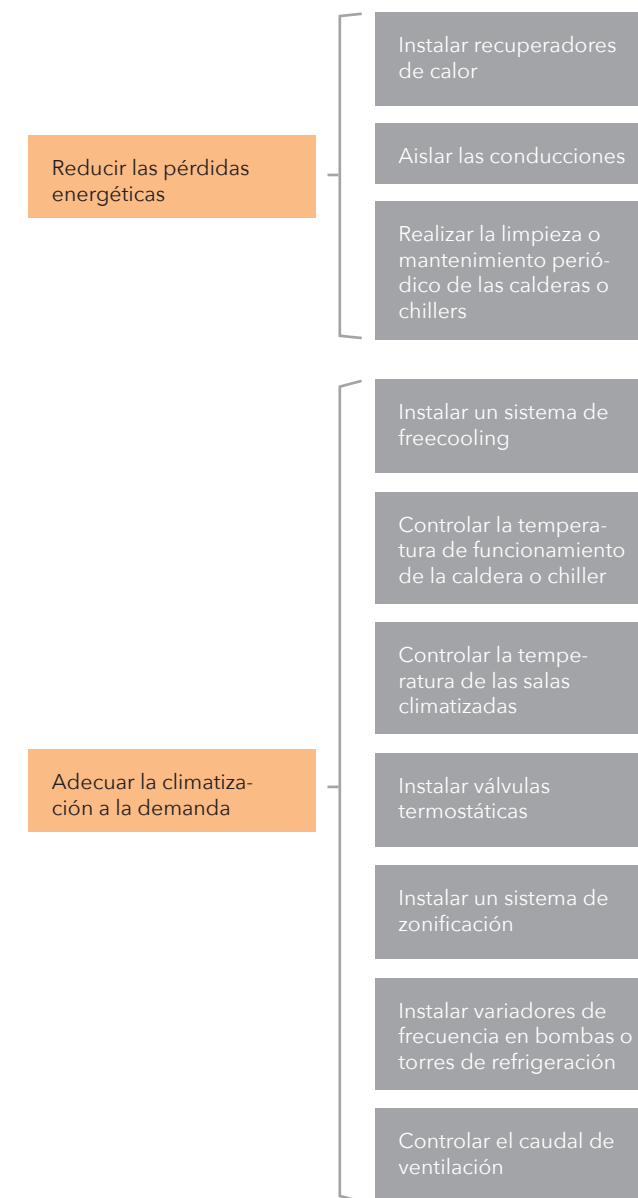 Reducir las pérdidas
energéticas
Instalar recuperadores
de calor
Aislar las conducciones
Realizar la limpieza o
mantenimiento perió-
dico de las calderas o
chillers
Adecuar la climatiza-
ción a la demanda
Instalar un sistema de
freecooling
Controlar la tempera-
tura de funcionamiento
de la caldera o chiller
Controlar la tempe-
ratura de las salas
climatizadas
Instalar válvulas
termostáticas
Instalar un sistema de
zonificación
Instalar variadores de
frecuencia en bombas o
torres de refrigeración
Controlar el caudal de
ventilación